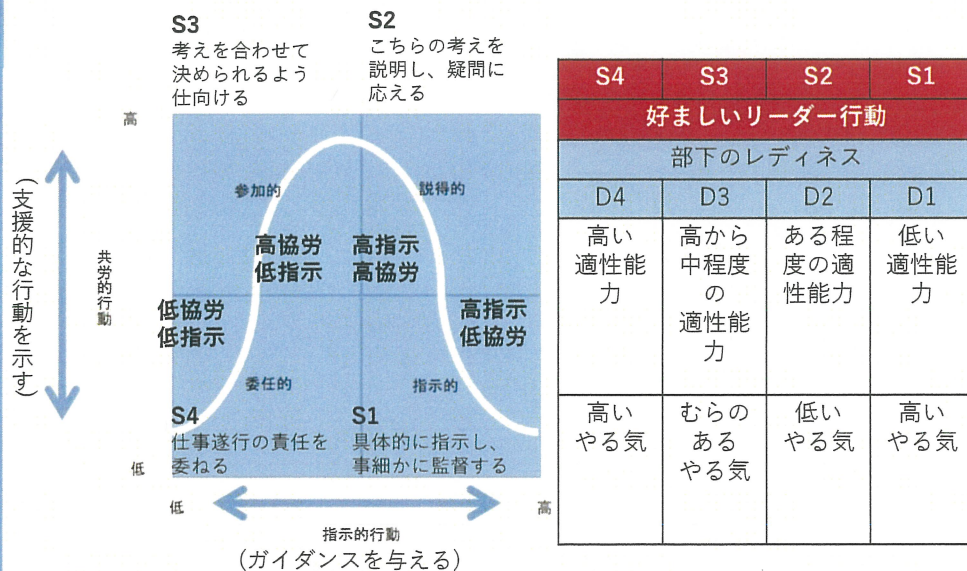 S3
考えを合わせて
決められるよう
仕向ける
S2
こちらの考えを
説明し、疑問に
応える
高
参加的
説得的
高協労
低指示
高指示
高協労
低協労
低指示
高指示
低協労
委任的
指示的
S4
仕事遂行の責任を
委ねる
S1
具体的に指示し、
事細かに監督する
低
低
高
指示的行動
(ガイダンスを与える)
(支援的な行動を示す)
共労的行動
S4 S3 S2 S1
好ましいリーダー行動
部下のレディネス
D4 D3 D2 D1
高い
適性能
力
高から
中程度
の
適性能
力
ある程
度の適
性能力
低い
適性能
力
高い
やる気
むらの
ある
やる気
低い
やる気
高い
やる気